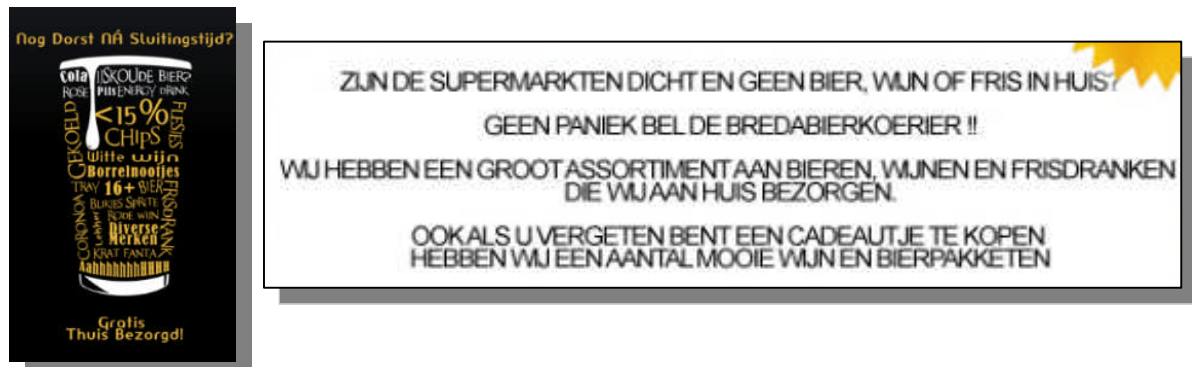 Nog Dorst NÁ Sluitingstijd?
Cola IJSKOUDE BIER?
ROSE PILS ENERGY DRINK
GEKOELD
<15%
FLESJES
CHIPS
Witte wijn
Borrelnootjes
TRAY 16+ BIER
FRISDRANK
BLIKJES SPRITE
CORONOA
Lekker
RODE WIJN
Diverse
Merken
KRAT FANTA
AahhhhhhhHHHH
Gratis
Thuis Bezorgd!
ZIJN DE SUPERMARKTEN DICHT EN GEEN BIER, WIJN OF FRIS IN HUIS?
GEEN PANIEK BEL DE BREDABIERKOERIER !!
WIJ HEBBEN EEN GROOT ASSORTIMENT AAN BIEREN, WIJNEN EN FRISDRANKEN
DIE WIJ AAN HUIS BEZORGEN.
OOK ALS U VERGETEN BENT EEN CADEAUTJE TE KOPEN
HEBBEN WIJ EEN AANTAL MOOIE WIJN EN BIERPAKKETEN